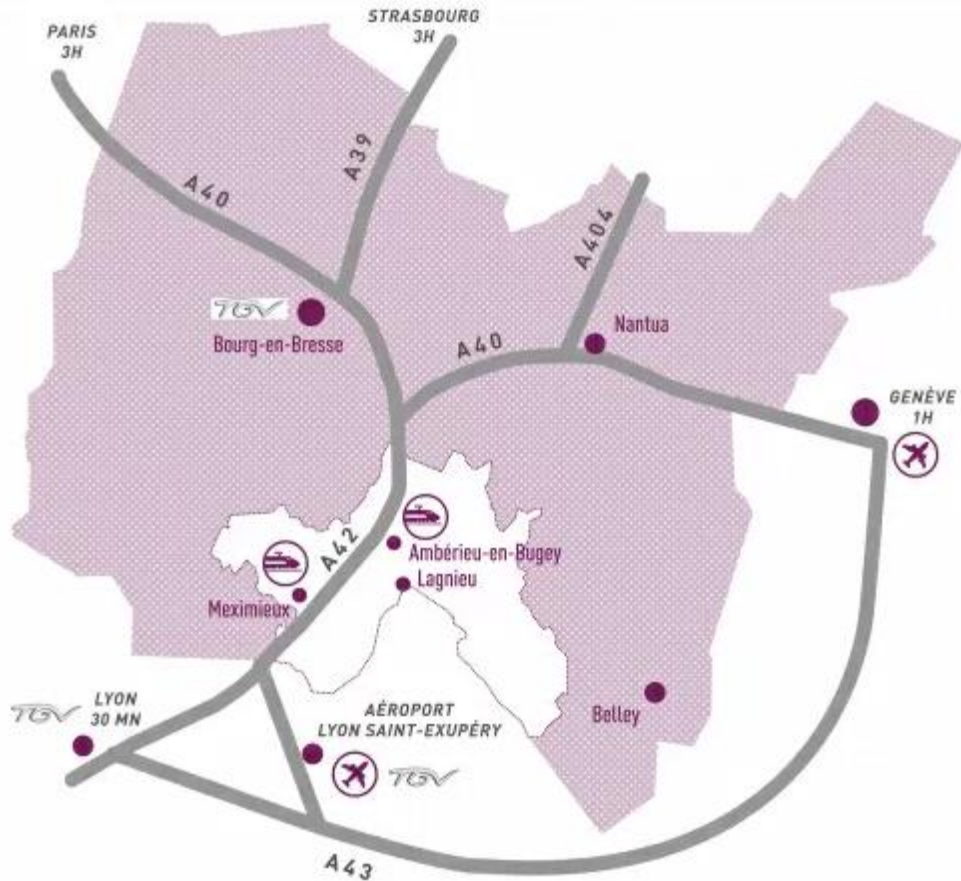 PARIS
3H
STRASBOURG
3H
A40
A39
A404
TGV
Bourg-en-Bresse
Nantua
A40
GENÈVE
1H
A42
Ambérieu-en-Bugey
Lagnieu
Meximieux
TGV
LYON
30 MN
AÉROPORT
LYON SAINT-EXUPÉRY
TGV
Belley
A43